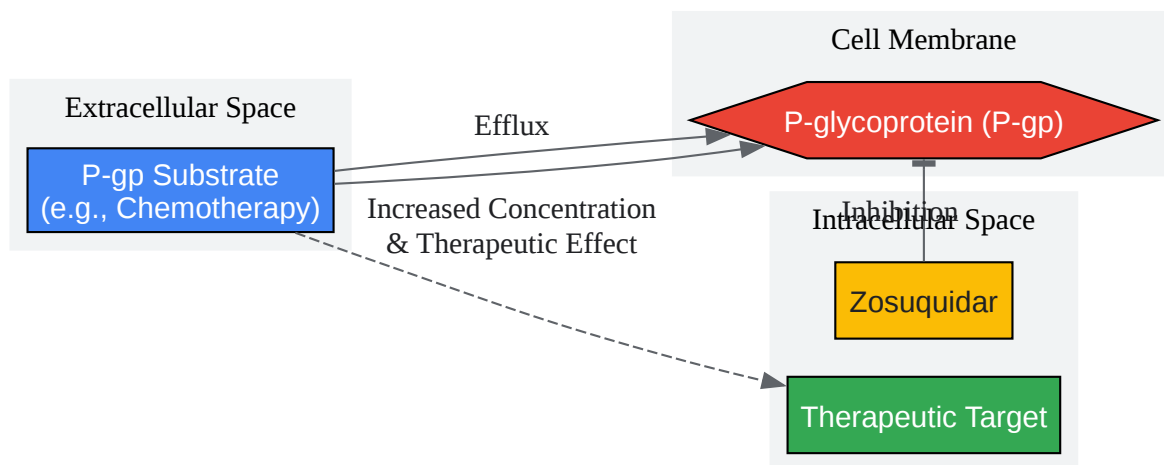 Cell Membrane
P-glycoprotein (P-gp)
Extracellular Space
P-gp Substrate
(e.g., Chemotherapy)
Efflux
Increased Concentration
& Therapeutic Effect
Inhibition
Intracellular Space
Zosuquidar
Therapeutic Target